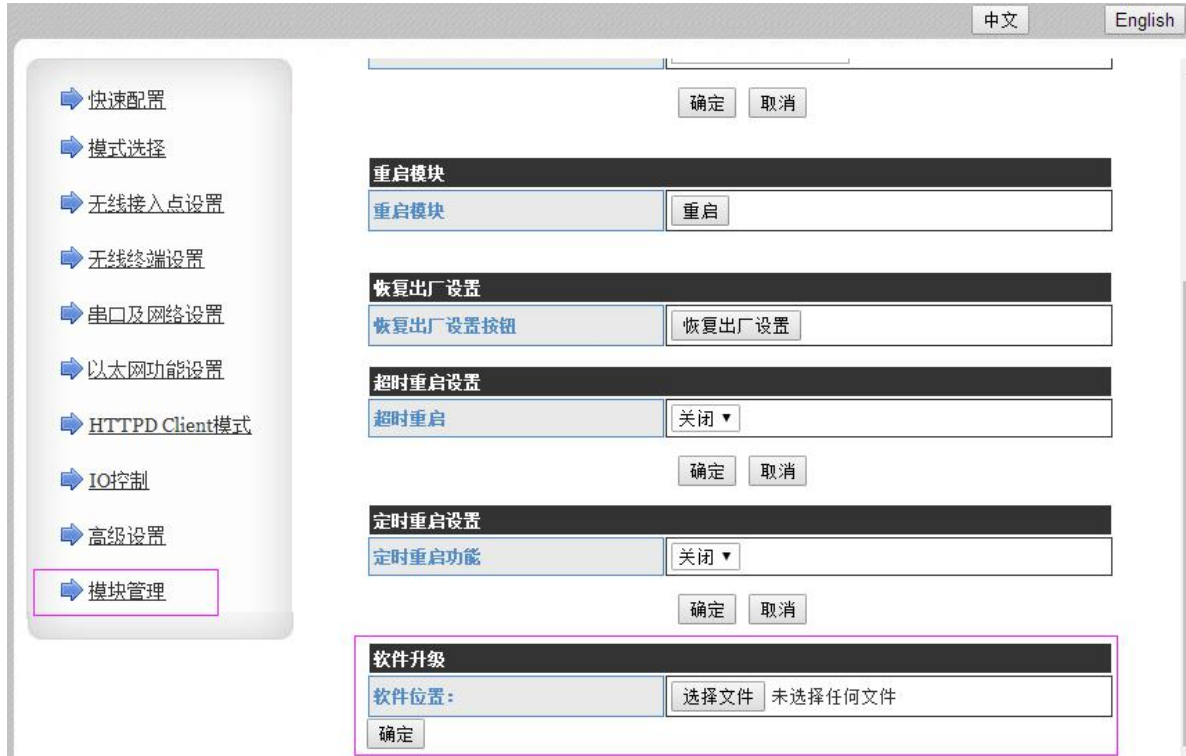 中文 English
快速配置
模式选择
无线接入点设置
无线终端设置
串口及网络设置
以太网功能设置
HTTPD Client模式
IO控制
高级设置
模块管理
确定 取消
重启模块
重启模块 重启
恢复出厂设置
恢复出厂设置按钮 恢复出厂设置
超时重启设置
超时重启 关闭
确定 取消
定时重启设置
定时重启功能 关闭
确定 取消
软件升级
软件位置： 选择文件 未选择任何文件
确定